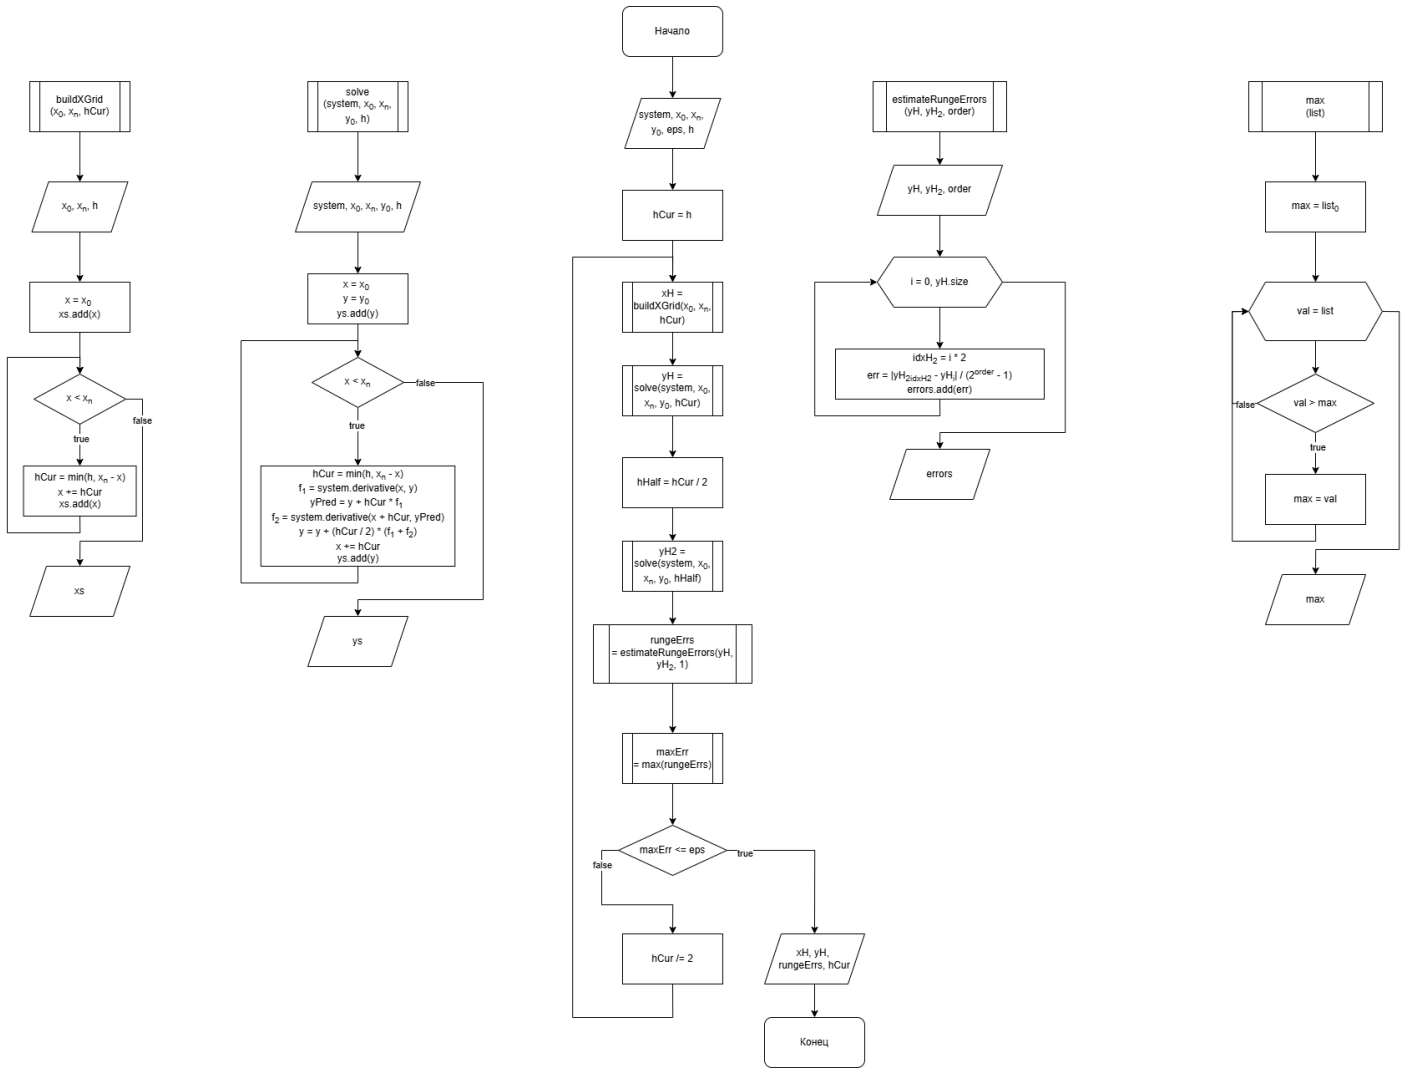 Начало
buildXGrid
(x₀, xₙ, hCur)
x₀, xₙ, h
x = x₀
xs.add(x)
x < xₙ
false
true
hCur = min(h, xₙ - x)
x += hCur
xs.add(x)
xs
solve
(system, x₀, xₙ,
y₀, h)
system, x₀, xₙ, y₀, h
x = x₀
y = y₀
ys.add(y)
x < xₙ
false
true
hCur = min(h, xₙ - x)
f₁ = system.derivative(x, y)
yPred = y + hCur * f₁
f₂ = system.derivative(x + hCur, yPred)
y = y + (hCur / 2) * (f₁ + f₂)
x += hCur
ys.add(y)
ys
system, x₀, xₙ,
y₀, eps, h
hCur = h
xH =
buildXGrid(x₀, xₙ,
hCur)
yH =
solve(system, x₀,
xₙ, y₀, hCur)
hHalf = hCur / 2
yH2 =
solve(system, x₀,
xₙ, y₀, hHalf)
rungeErrs
= estimateRungeErrors(yH,
yH₂, 1)
maxErr
= max(rungeErrs)
maxErr <= eps
false
true
hCur /= 2
xH, yH,
rungeErrs, hCur
Конец
estimateRungeErrors
(yH, yH₂, order)
yH, yH₂, order
i = 0, yH.size
idxH₂ = i * 2
err = |yH₂idxH2 - yHᵢ| / (2^order - 1)
errors.add(err)
errors
max
(list)
max = list₀
val = list
val > max
false
true
max = val
max